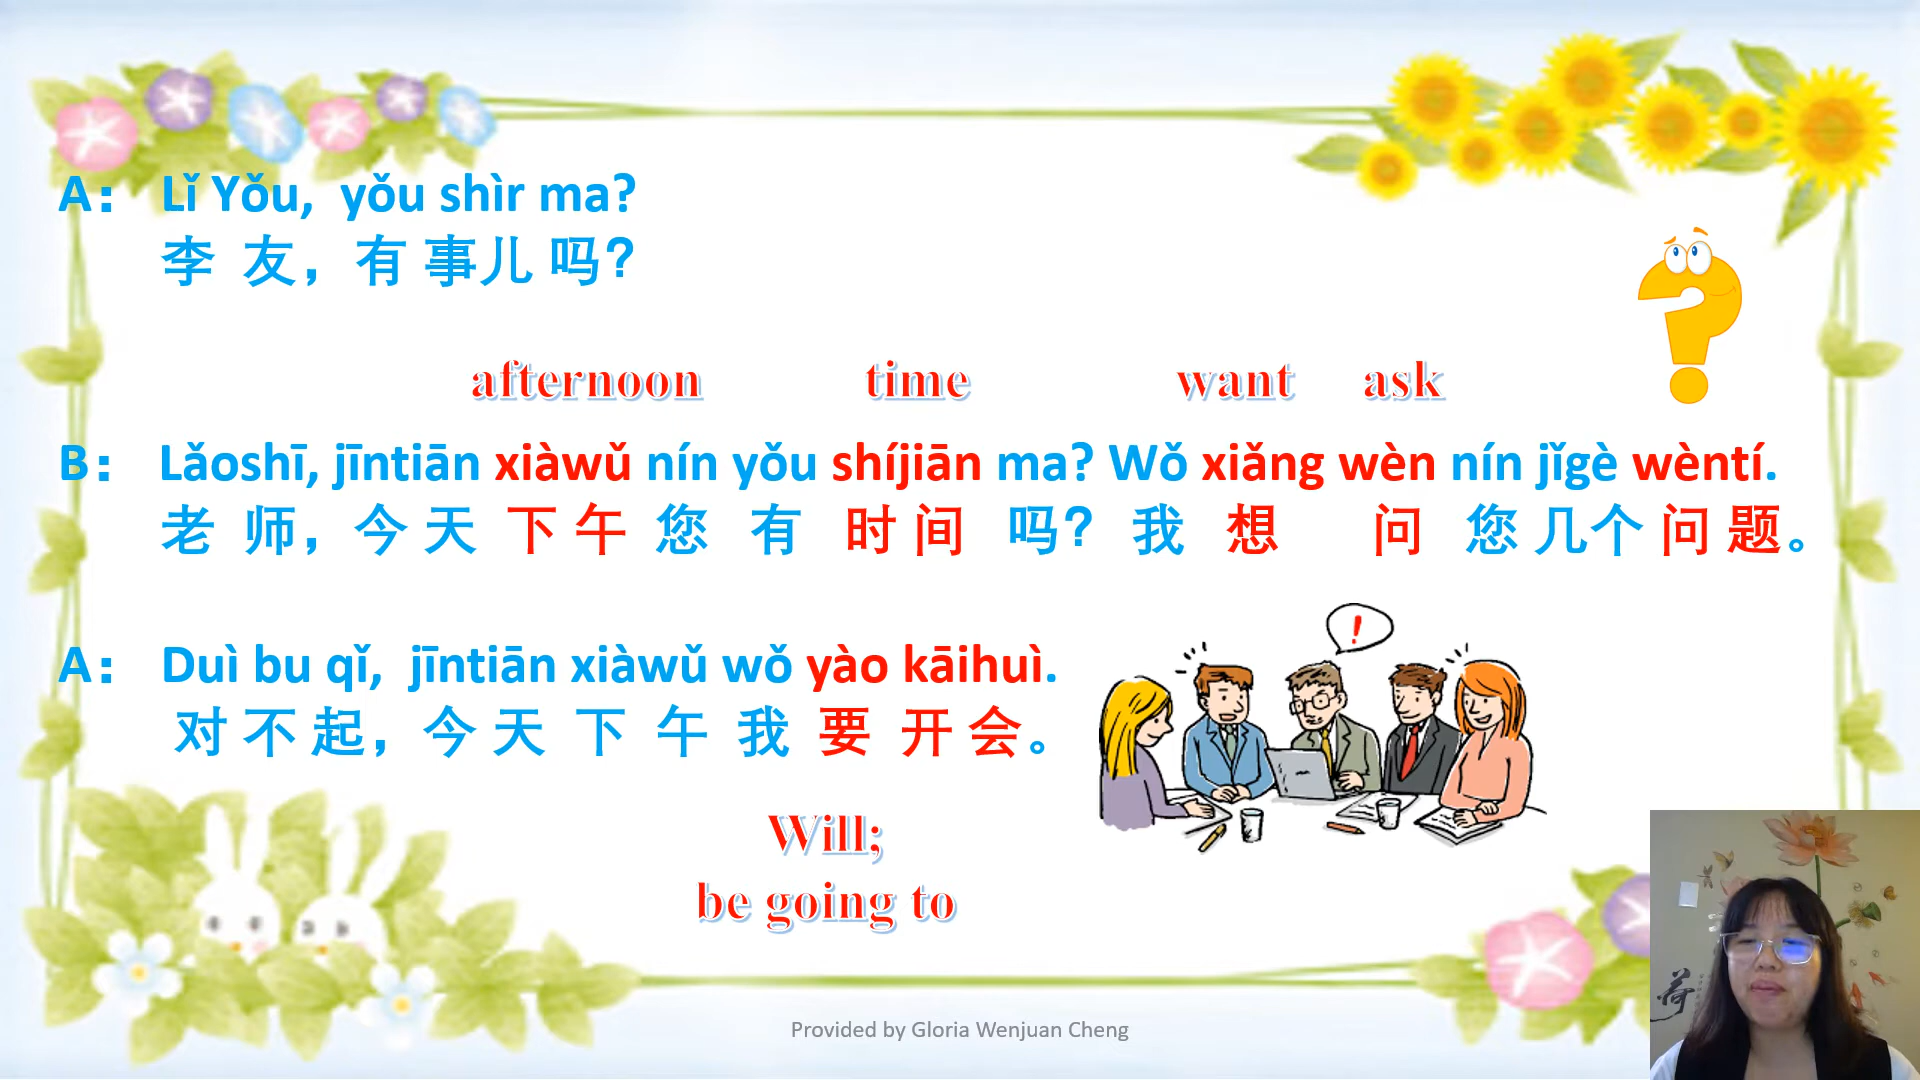 A： Lǐ Yǒu, yǒu shìr ma?
李 友，有 事儿 吗？
afternoon time want ask
B： Lǎoshī, jīntiān xiàwǔ nín yǒu shíjiān ma? Wǒ xiǎng wèn nín jǐgè wèntí.
老 师，今 天 下 午 您 有 时 间 吗？ 我 想 问 您 几个 问 题。
A： Duì bu qǐ, jīntiān xiàwǔ wǒ yào kāihuì.
对 不 起，今 天 下 午 我 要 开 会。
!
Will;
be going to
荷
Provided by Gloria Wenjuan Cheng